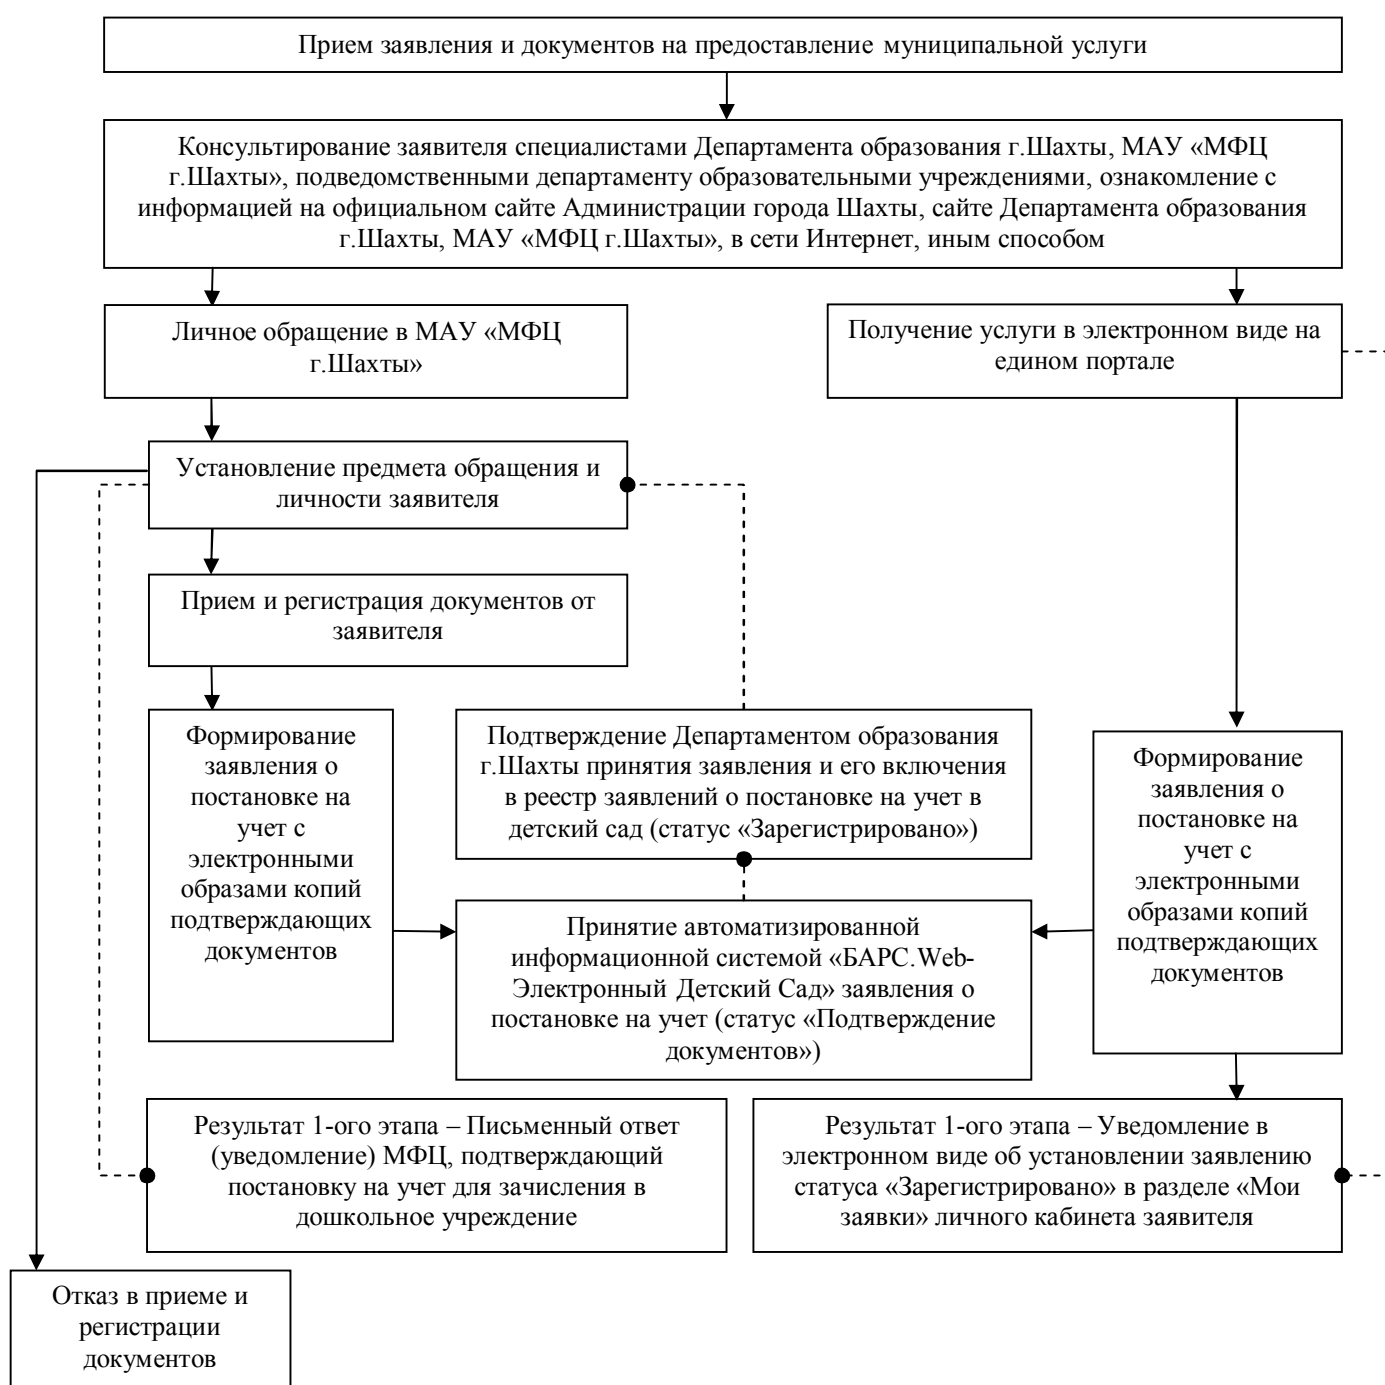 Прием заявления и документов на предоставление муниципальной услуги
Консультирование заявителя специалистами Департамента образования г.Шахты, МАУ «МФЦ
г.Шахты», подведомственными департаменту образовательными учреждениями, ознакомление с
информацией на официальном сайте Администрации города Шахты, сайте Департамента образования
г.Шахты, МАУ «МФЦ г.Шахты», в сети Интернет, иным способом
Личное обращение в МАУ «МФЦ
г.Шахты»
Получение услуги в электронном виде на
едином портале
Установление предмета обращения и
личности заявителя
Прием и регистрация документов от
заявителя
Формирование
заявления о
постановке на
учет с
электронными
образами копий
подтверждающих
документов
Подтверждение Департаментом образования
г.Шахты принятия заявления и его включения
в реестр заявлений о постановке на учет в
детский сад (статус «Зарегистрировано»)
Формирование
заявления о
постановке на
учет с
электронными
образами копий
подтверждающих
документов
Принятие автоматизированной
информационной системой «БАРС.Web-
Электронный Детский Сад» заявления о
постановке на учет (статус «Подтверждение
документов»)
Результат 1-ого этапа – Письменный ответ
(уведомление) МФЦ, подтверждающий
постановку на учет для зачисления в
дошкольное учреждение
Результат 1-ого этапа – Уведомление в
электронном виде об установлении заявлению
статуса «Зарегистрировано» в разделе «Мои
заявки» личного кабинета заявителя
Отказ в приеме и
регистрации
документов